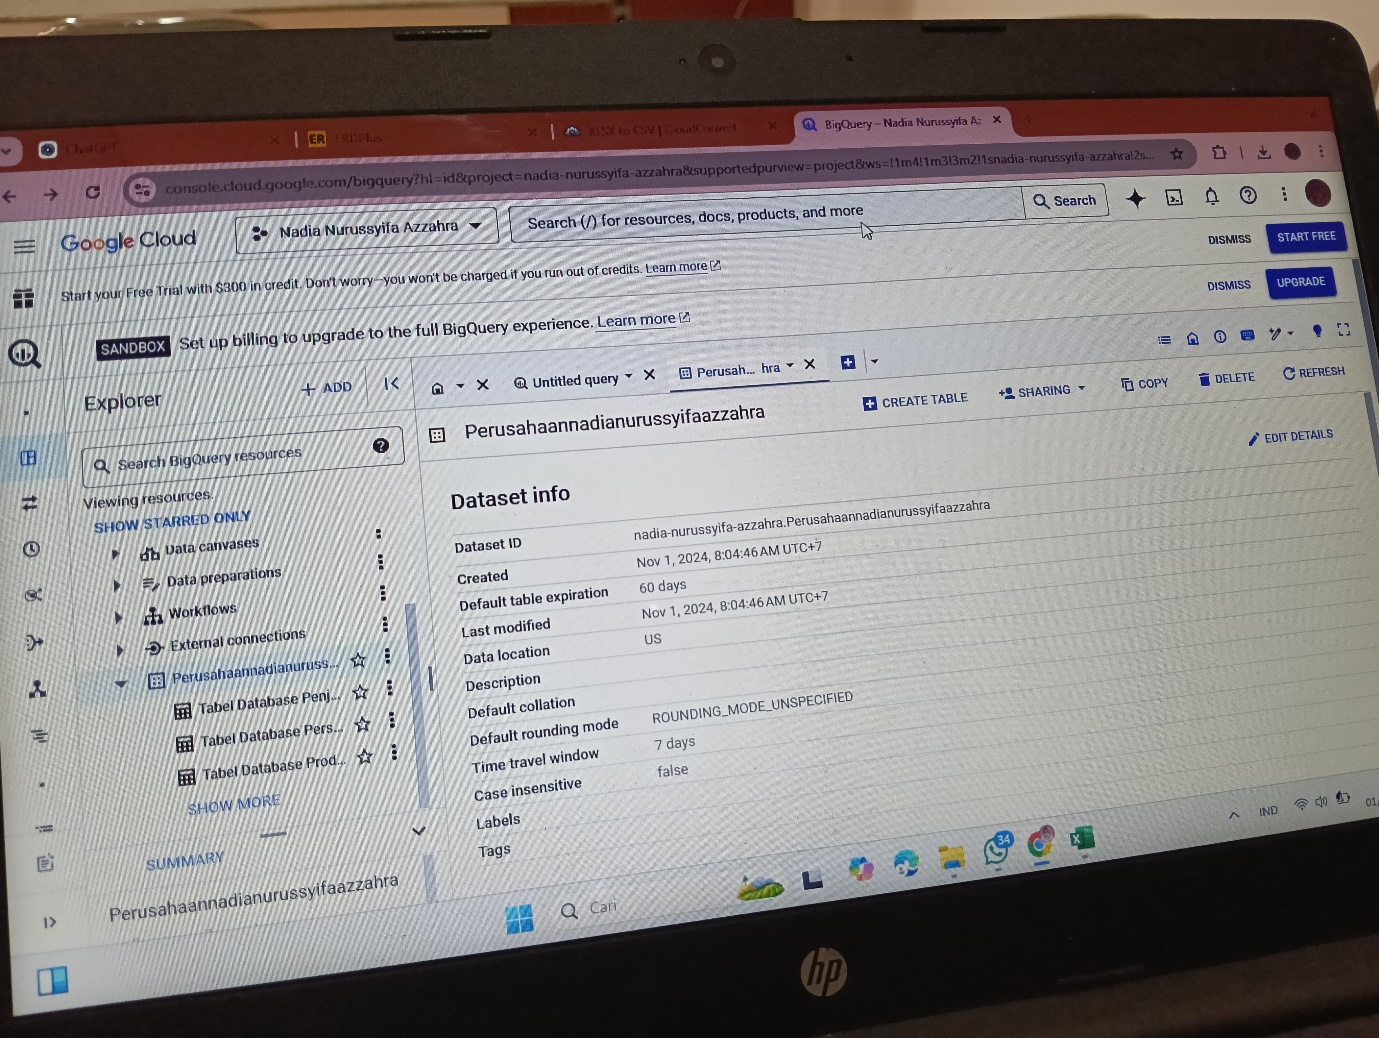 ChatGPT
ER ERDPlus
XLSX to CSV | CloudConvert
BigQuery – Nadia Nurussyifa Az
console.cloud.google.com/bigquery?hl=id&project=nadia-nurussyifa-azzahra&supportedpurview=project&ws=!1m4!1m3!3m2!1snadia-nurussyifa-azzahra!2s...
Google Cloud
Nadia Nurussyifa Azzahra
Search (/) for resources, docs, products, and more
Search
Start your Free Trial with $300 in credit. Don't worry—you won't be charged if you run out of credits. Learn more
DISMISS
START FREE
SANDBOX Set up billing to upgrade to the full BigQuery experience. Learn more
DISMISS
UPGRADE
Explorer
+ ADD
Search BigQuery resources
Viewing resources.
SHOW STARRED ONLY
Data canvases
Data preparations
Workflows
External connections
Perusahaannadianuruss...
Tabel Database Penj...
Tabel Database Pers...
Tabel Database Prod...
SHOW MORE
SUMMARY
Perusahaannadianurussyifaazzahra
Untitled query
Perusah... hra
Perusahaannadianurussyifaazzahra
CREATE TABLE
SHARING
COPY
DELETE
REFRESH
EDIT DETAILS
Dataset info
Dataset ID nadia-nurussyifa-azzahra.Perusahaannadianurussyifaazzahra
Created Nov 1, 2024, 8:04:46 AM UTC+7
Default table expiration 60 days
Last modified Nov 1, 2024, 8:04:46 AM UTC+7
Data location US
Description
Default collation
Default rounding mode ROUNDING_MODE_UNSPECIFIED
Time travel window 7 days
Case insensitive false
Labels
Tags
Cari
34
IND
01
hp